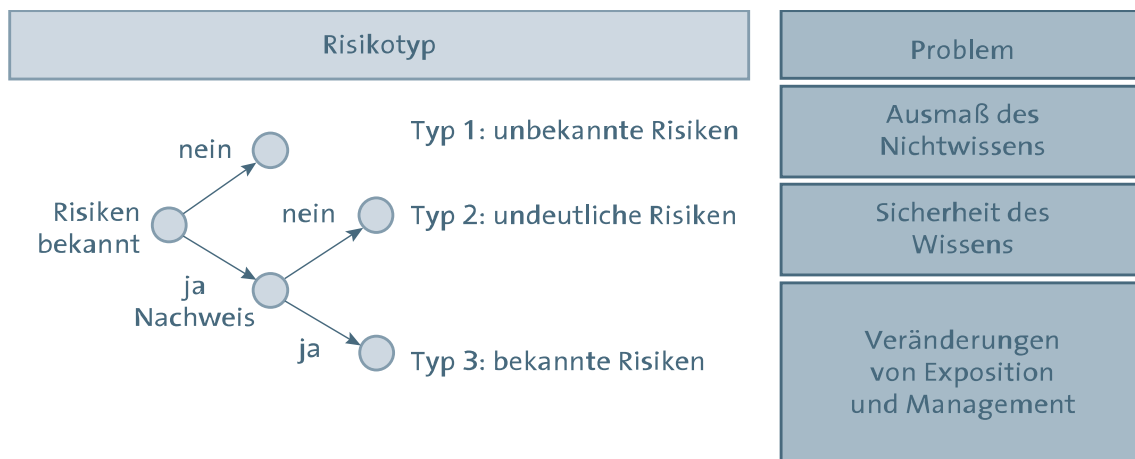 Risikotyp
Problem
nein
Typ 1: unbekannte Risiken
Ausmaß des
Nichtwissens
Risiken
bekannt
nein
Typ 2: undeutliche Risiken
Sicherheit des
Wissens
ja
Nachweis
ja
Typ 3: bekannte Risiken
Veränderungen
von Exposition
und Management